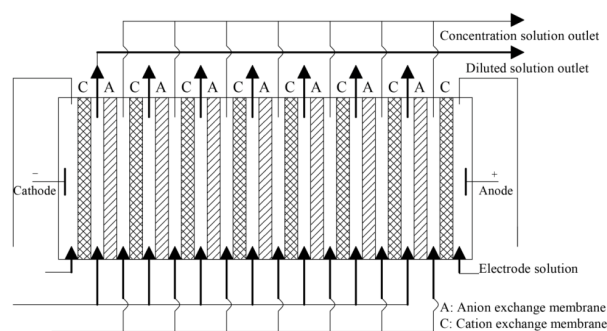 Concentration solution outlet
Diluted solution outlet
C A C A C A C A C A C A C A C
− +
Cathode Anode
Electrode solution
A: Anion exchange membrane
C: Cation exchange membrane